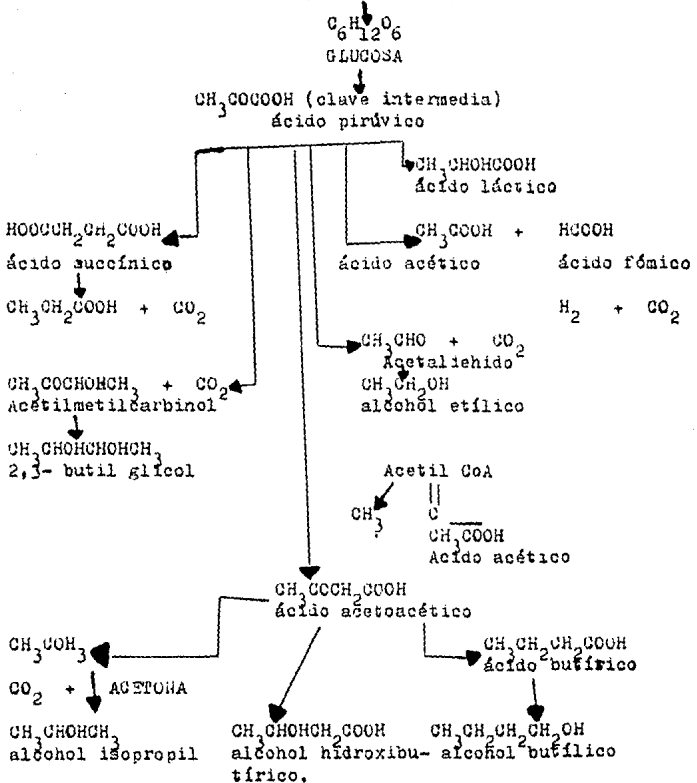 C6H12O6
GLUCOSA
CH3COCOOH (clave intermedia)
ácido pirúvico
CH3CHOHCOOH
ácido láctico
HOOCCH2CH2COOH
ácido succínico
CH3COOH + HCOOH
ácido acético ácido fómico
CH3CH2COOH + CO2
H2 + CO2
CH3CHO + CO2
Acetaliehido
CH3COCHOHCH3 + CO2
Acetilmetilcarbinol
CH3CH2OH
alcohol etílico
CH3CHOHCHOHCH3
2,3- butil glicol
Acetil CoA
CH3 C
CH3COOH
Acido acético
CH3COCH2COOH
ácido acetoacético
CH3COH3
CH3CH2CH2COOH
ácido butírico
CO2 + ACETONA
CH3CHOHCH3
alcohol isopropil
CH3CHOHCH2COOH
alcohol hidroxibu-
tírico.
CH3CH2CH2CH2OH
alcohol butílico